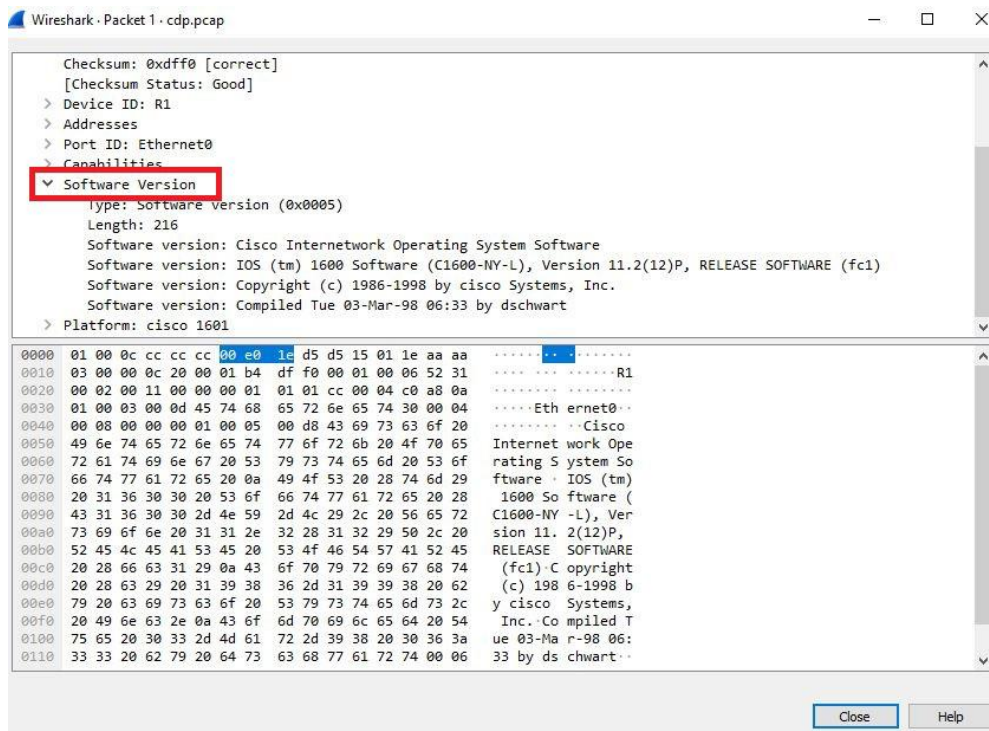 Wireshark · Packet 1 · cdp.pcap
Checksum: 0xdff0 [correct]
[Checksum Status: Good]
> Device ID: R1
> Addresses
> Port ID: Ethernet0
> Capabilities
Software Version
Type: Software version (0x0005)
Length: 216
Software version: Cisco Internetwork Operating System Software
Software version: IOS (tm) 1600 Software (C1600-NY-L), Version 11.2(12)P, RELEASE SOFTWARE (fc1)
Software version: Copyright (c) 1986-1998 by cisco Systems, Inc.
Software version: Compiled Tue 03-Mar-98 06:33 by dschwart
> Platform: cisco 1601
0000 01 00 0c cc cc cc 00 e0 1e d5 d5 15 01 1e aa aa ········ ········
0010 03 00 00 0c 20 00 01 b4 df f0 00 01 00 06 52 31 ···· ··· ······R1
0020 00 02 00 11 00 00 00 01 01 01 cc 00 04 c0 a8 0a ········ ········
0030 01 00 03 00 0d 45 74 68 65 72 6e 65 74 30 00 04 ·····Eth ernet0··
0040 00 08 00 00 00 01 00 05 00 d8 43 69 73 63 6f 20 ········ ··Cisco
0050 49 6e 74 65 72 6e 65 74 77 6f 72 6b 20 4f 70 65 Internet work Ope
0060 72 61 74 69 6e 67 20 53 79 73 74 65 6d 20 53 6f rating S ystem So
0070 66 74 77 61 72 65 20 0a 49 4f 53 20 28 74 6d 29 ftware · IOS (tm)
0080 20 31 36 30 30 20 53 6f 66 74 77 61 72 65 20 28 1600 So ftware (
0090 43 31 36 30 30 2d 4e 59 2d 4c 29 2c 20 56 65 72 C1600-NY -L), Ver
00a0 73 69 6f 6e 20 31 31 2e 32 28 31 32 29 50 2c 20 sion 11. 2(12)P,
00b0 52 45 4c 45 41 53 45 20 53 4f 46 54 57 41 52 45 RELEASE SOFTWARE
00c0 20 28 66 63 31 29 0a 43 6f 70 79 72 69 67 68 74 (fc1)·C opyright
00d0 20 28 63 29 20 31 39 38 36 2d 31 39 39 38 20 62 (c) 198 6-1998 b
00e0 79 20 63 69 73 63 6f 20 53 79 73 74 65 6d 73 2c y cisco Systems,
00f0 20 49 6e 63 2e 0a 43 6f 6d 70 69 6c 65 64 20 54 Inc.·Co mpiled T
0100 75 65 20 30 33 2d 4d 61 72 2d 39 38 20 30 36 3a ue 03-Ma r-98 06:
0110 33 33 20 62 79 20 64 73 63 68 77 61 72 74 00 06 33 by ds chwart··
Close Help